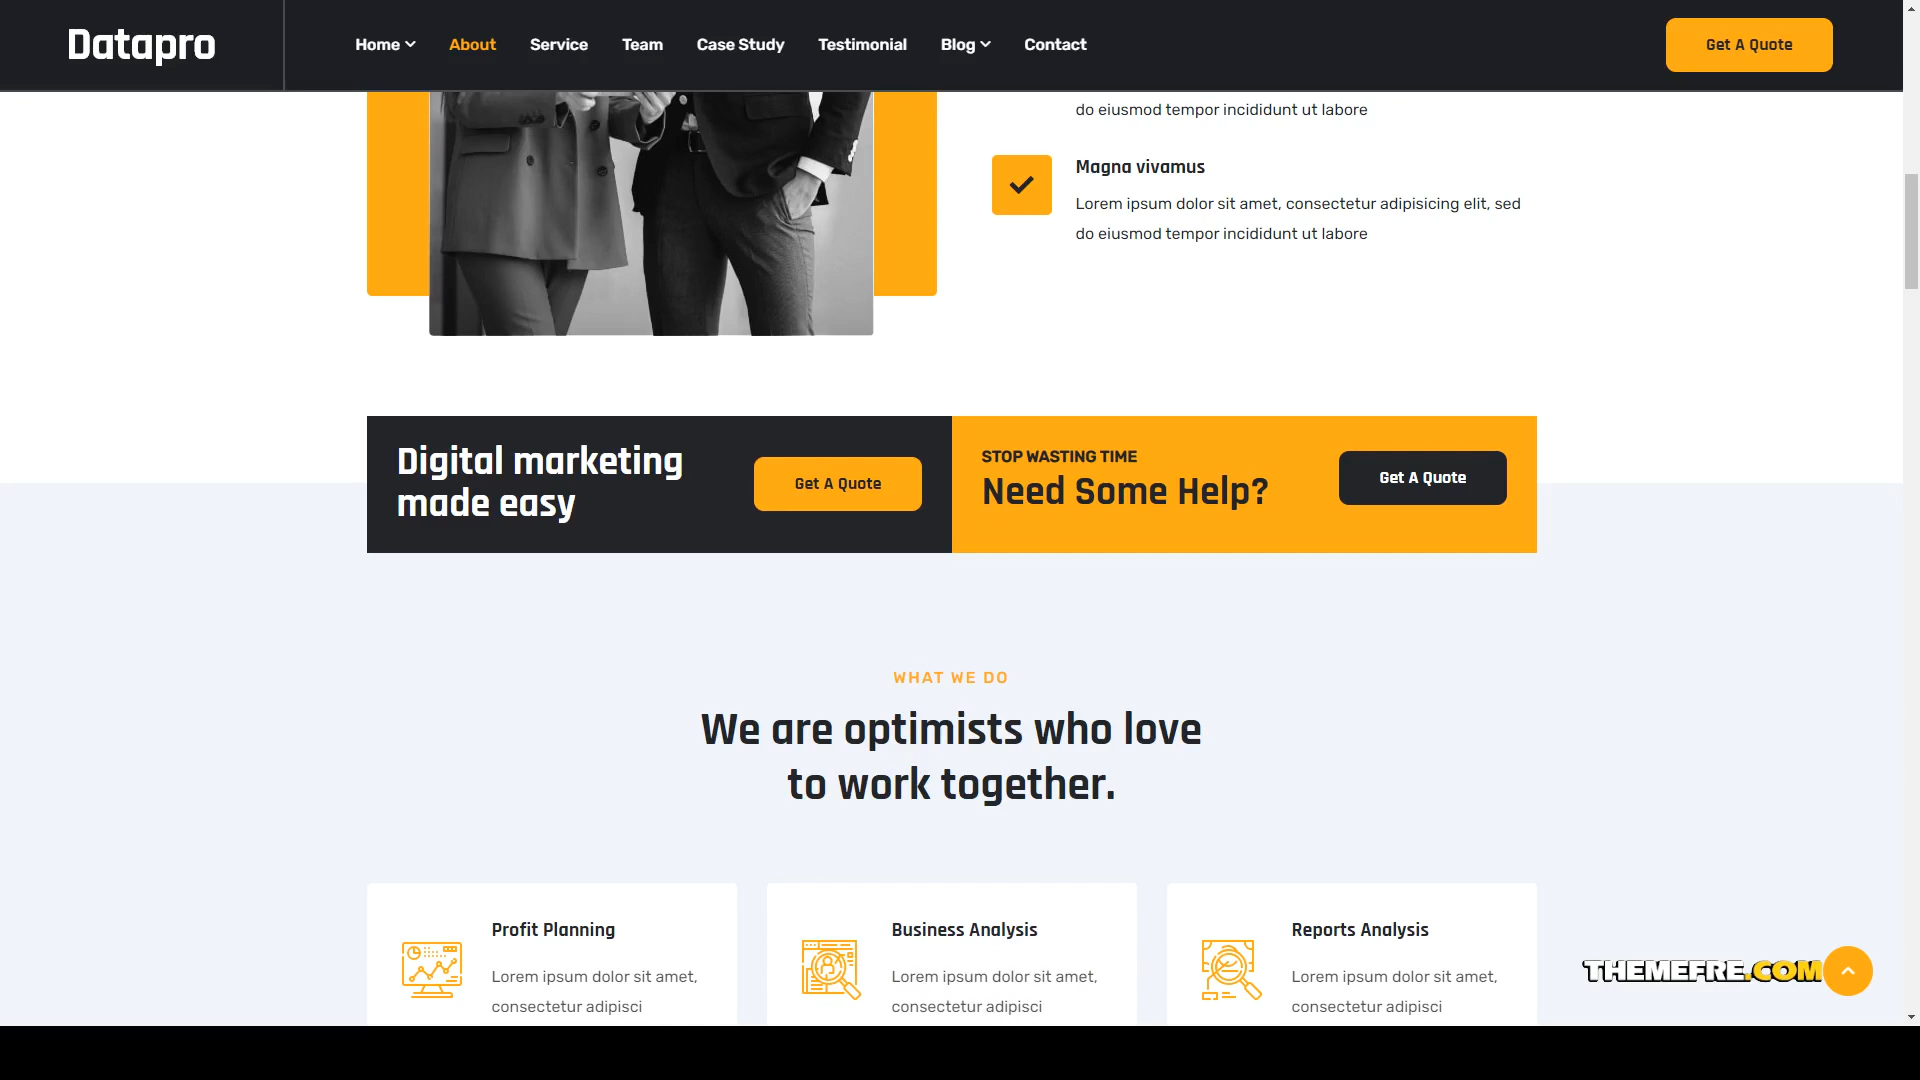 Datapro
Home
About
Service
Team
Case Study
Testimonial
Blog
Contact
Get A Quote
do eiusmod tempor incididunt ut labore
Magna vivamus
Lorem ipsum dolor sit amet, consectetur adipisicing elit, sed
do eiusmod tempor incididunt ut labore
Digital marketing
made easy
Get A Quote
STOP WASTING TIME
Need Some Help?
Get A Quote
WHAT WE DO
We are optimists who love
to work together.
Profit Planning
Lorem ipsum dolor sit amet,
consectetur adipisci
Business Analysis
Lorem ipsum dolor sit amet,
consectetur adipisci
Reports Analysis
Lorem ipsum dolor sit amet,
consectetur adipisci
THEMEFRE.COM